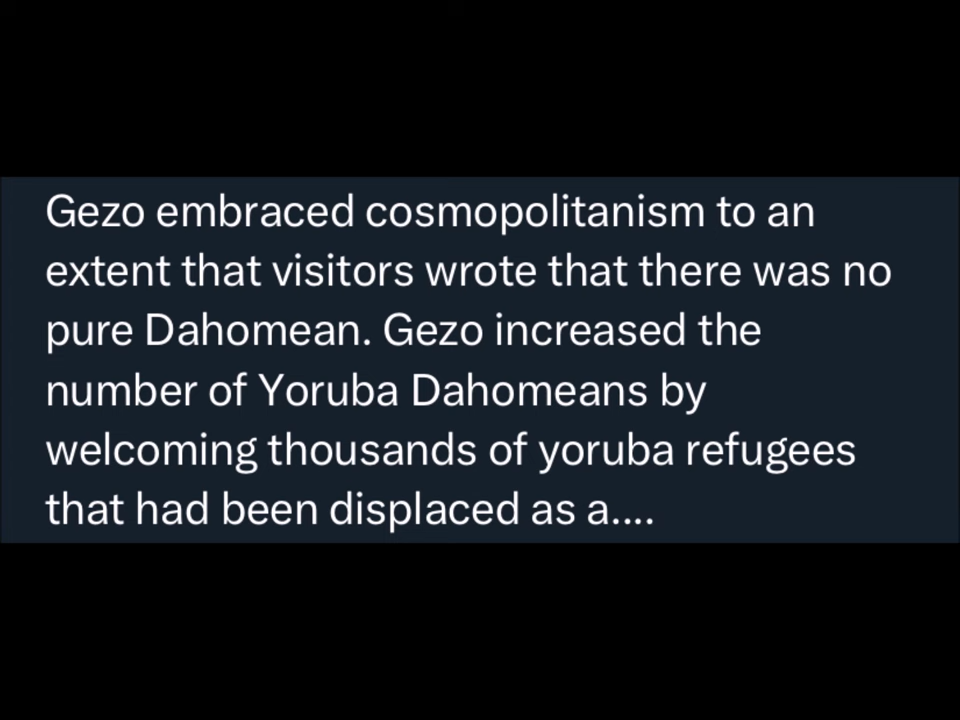 Gezo embraced cosmopolitanism to an
extent that visitors wrote that there was no
pure Dahomean. Gezo increased the
number of Yoruba Dahomeans by
welcoming thousands of yoruba refugees
that had been displaced as a....